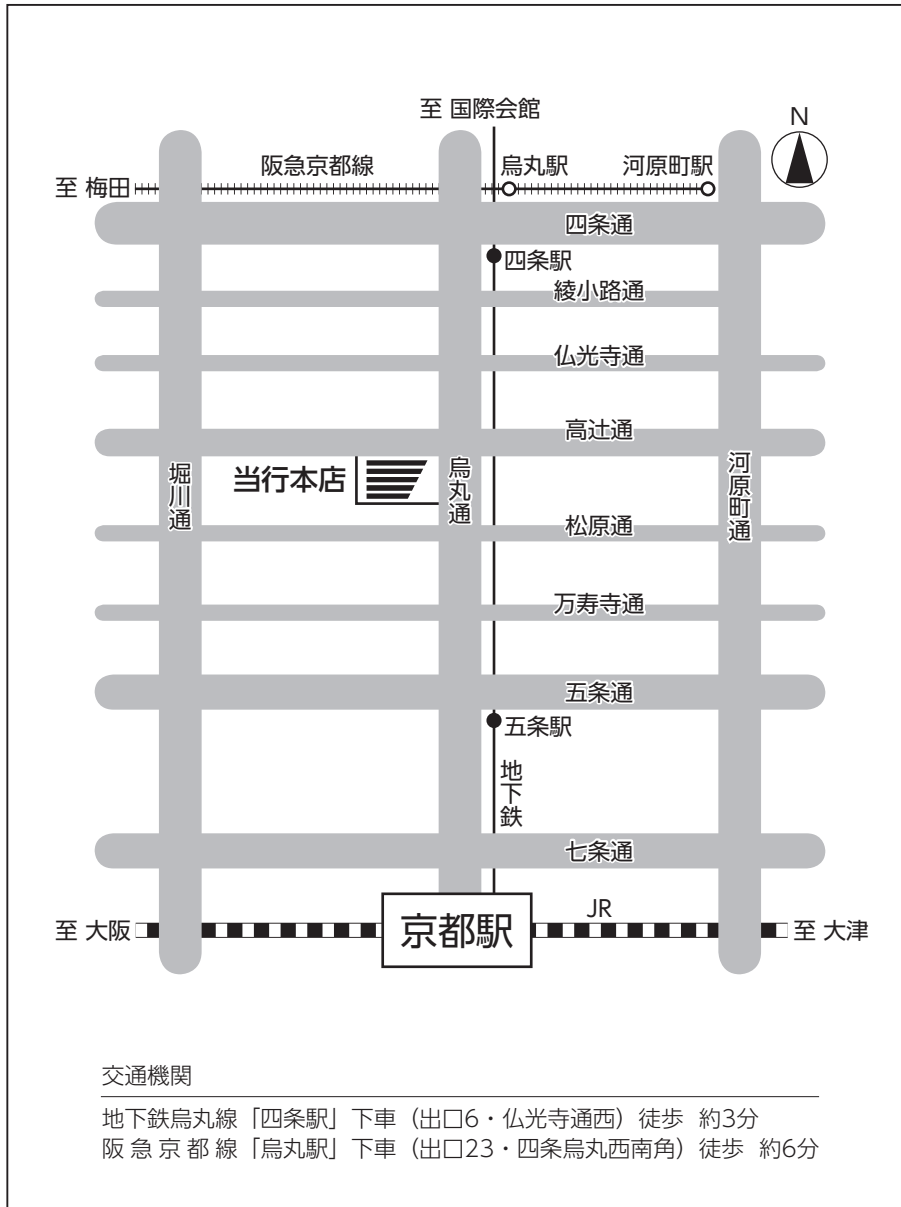 至 国際会館
N
阪急京都線
烏丸駅
河原町駅
至 梅田
四条通
四条駅
綾小路通
仏光寺通
高辻通
当行本店
堀川通
烏丸通
河原町通
松原通
万寿寺通
五条通
五条駅
地下鉄
七条通
京都駅
JR
至 大阪
至 大津
交通機関
地下鉄烏丸線「四条駅」下車（出口6・仏光寺通西）徒歩 約3分
阪急京都線「烏丸駅」下車（出口23・四条烏丸西南角）徒歩 約6分